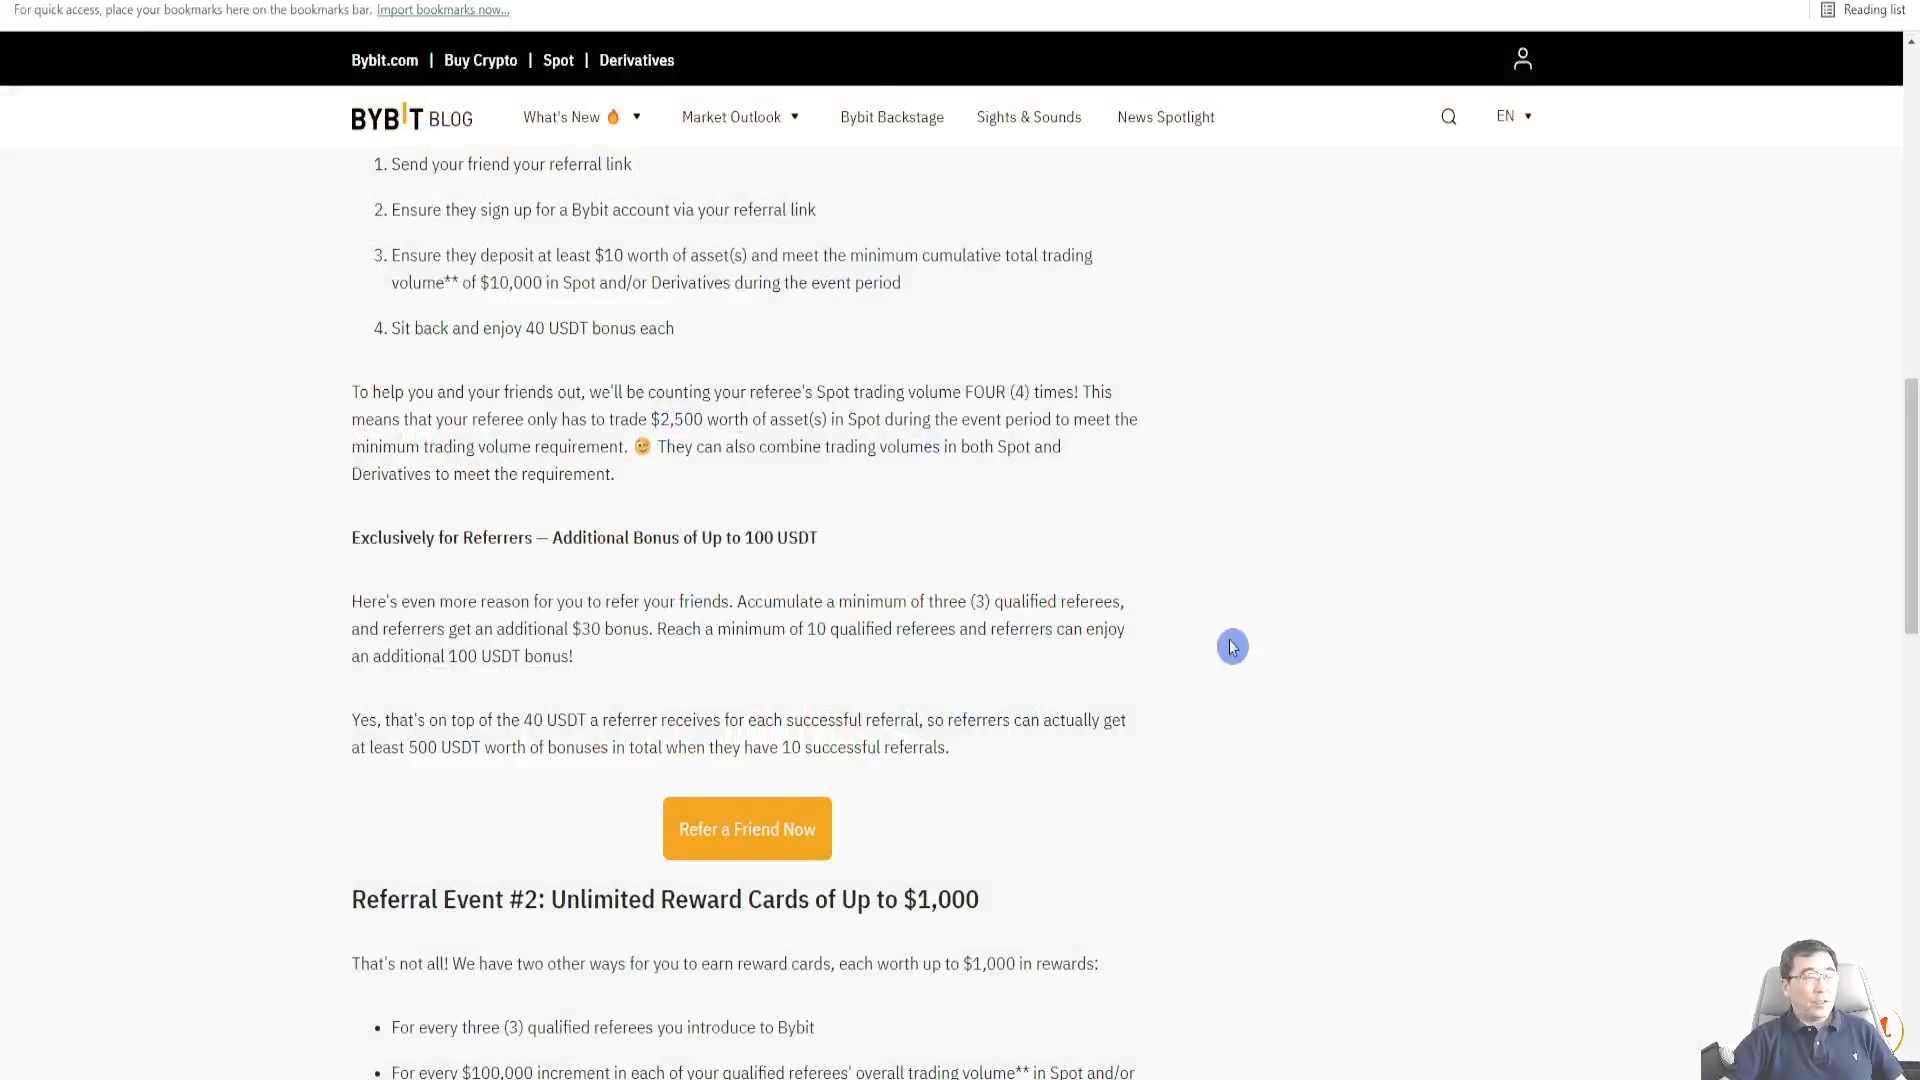 For quick access, place your bookmarks here on the bookmarks bar. Import bookmarks now... Reading list
Bybit.com | Buy Crypto | Spot | Derivatives
BYBIT BLOG What's New Market Outlook Bybit Backstage Sights & Sounds News Spotlight EN
1. Send your friend your referral link
2. Ensure they sign up for a Bybit account via your referral link
3. Ensure they deposit at least $10 worth of asset(s) and meet the minimum cumulative total trading
volume** of $10,000 in Spot and/or Derivatives during the event period
4. Sit back and enjoy 40 USDT bonus each
To help you and your friends out, we'll be counting your referee's Spot trading volume FOUR (4) times! This
means that your referee only has to trade $2,500 worth of asset(s) in Spot during the event period to meet the
minimum trading volume requirement. 😉 They can also combine trading volumes in both Spot and
Derivatives to meet the requirement.
Exclusively for Referrers — Additional Bonus of Up to 100 USDT
Here's even more reason for you to refer your friends. Accumulate a minimum of three (3) qualified referees,
and referrers get an additional $30 bonus. Reach a minimum of 10 qualified referees and referrers can enjoy
an additional 100 USDT bonus!
Yes, that's on top of the 40 USDT a referrer receives for each successful referral, so referrers can actually get
at least 500 USDT worth of bonuses in total when they have 10 successful referrals.
Refer a Friend Now
Referral Event #2: Unlimited Reward Cards of Up to $1,000
That's not all! We have two other ways for you to earn reward cards, each worth up to $1,000 in rewards:
• For every three (3) qualified referees you introduce to Bybit
• For every $100,000 increment in each of your qualified referees' overall trading volume** in Spot and/or